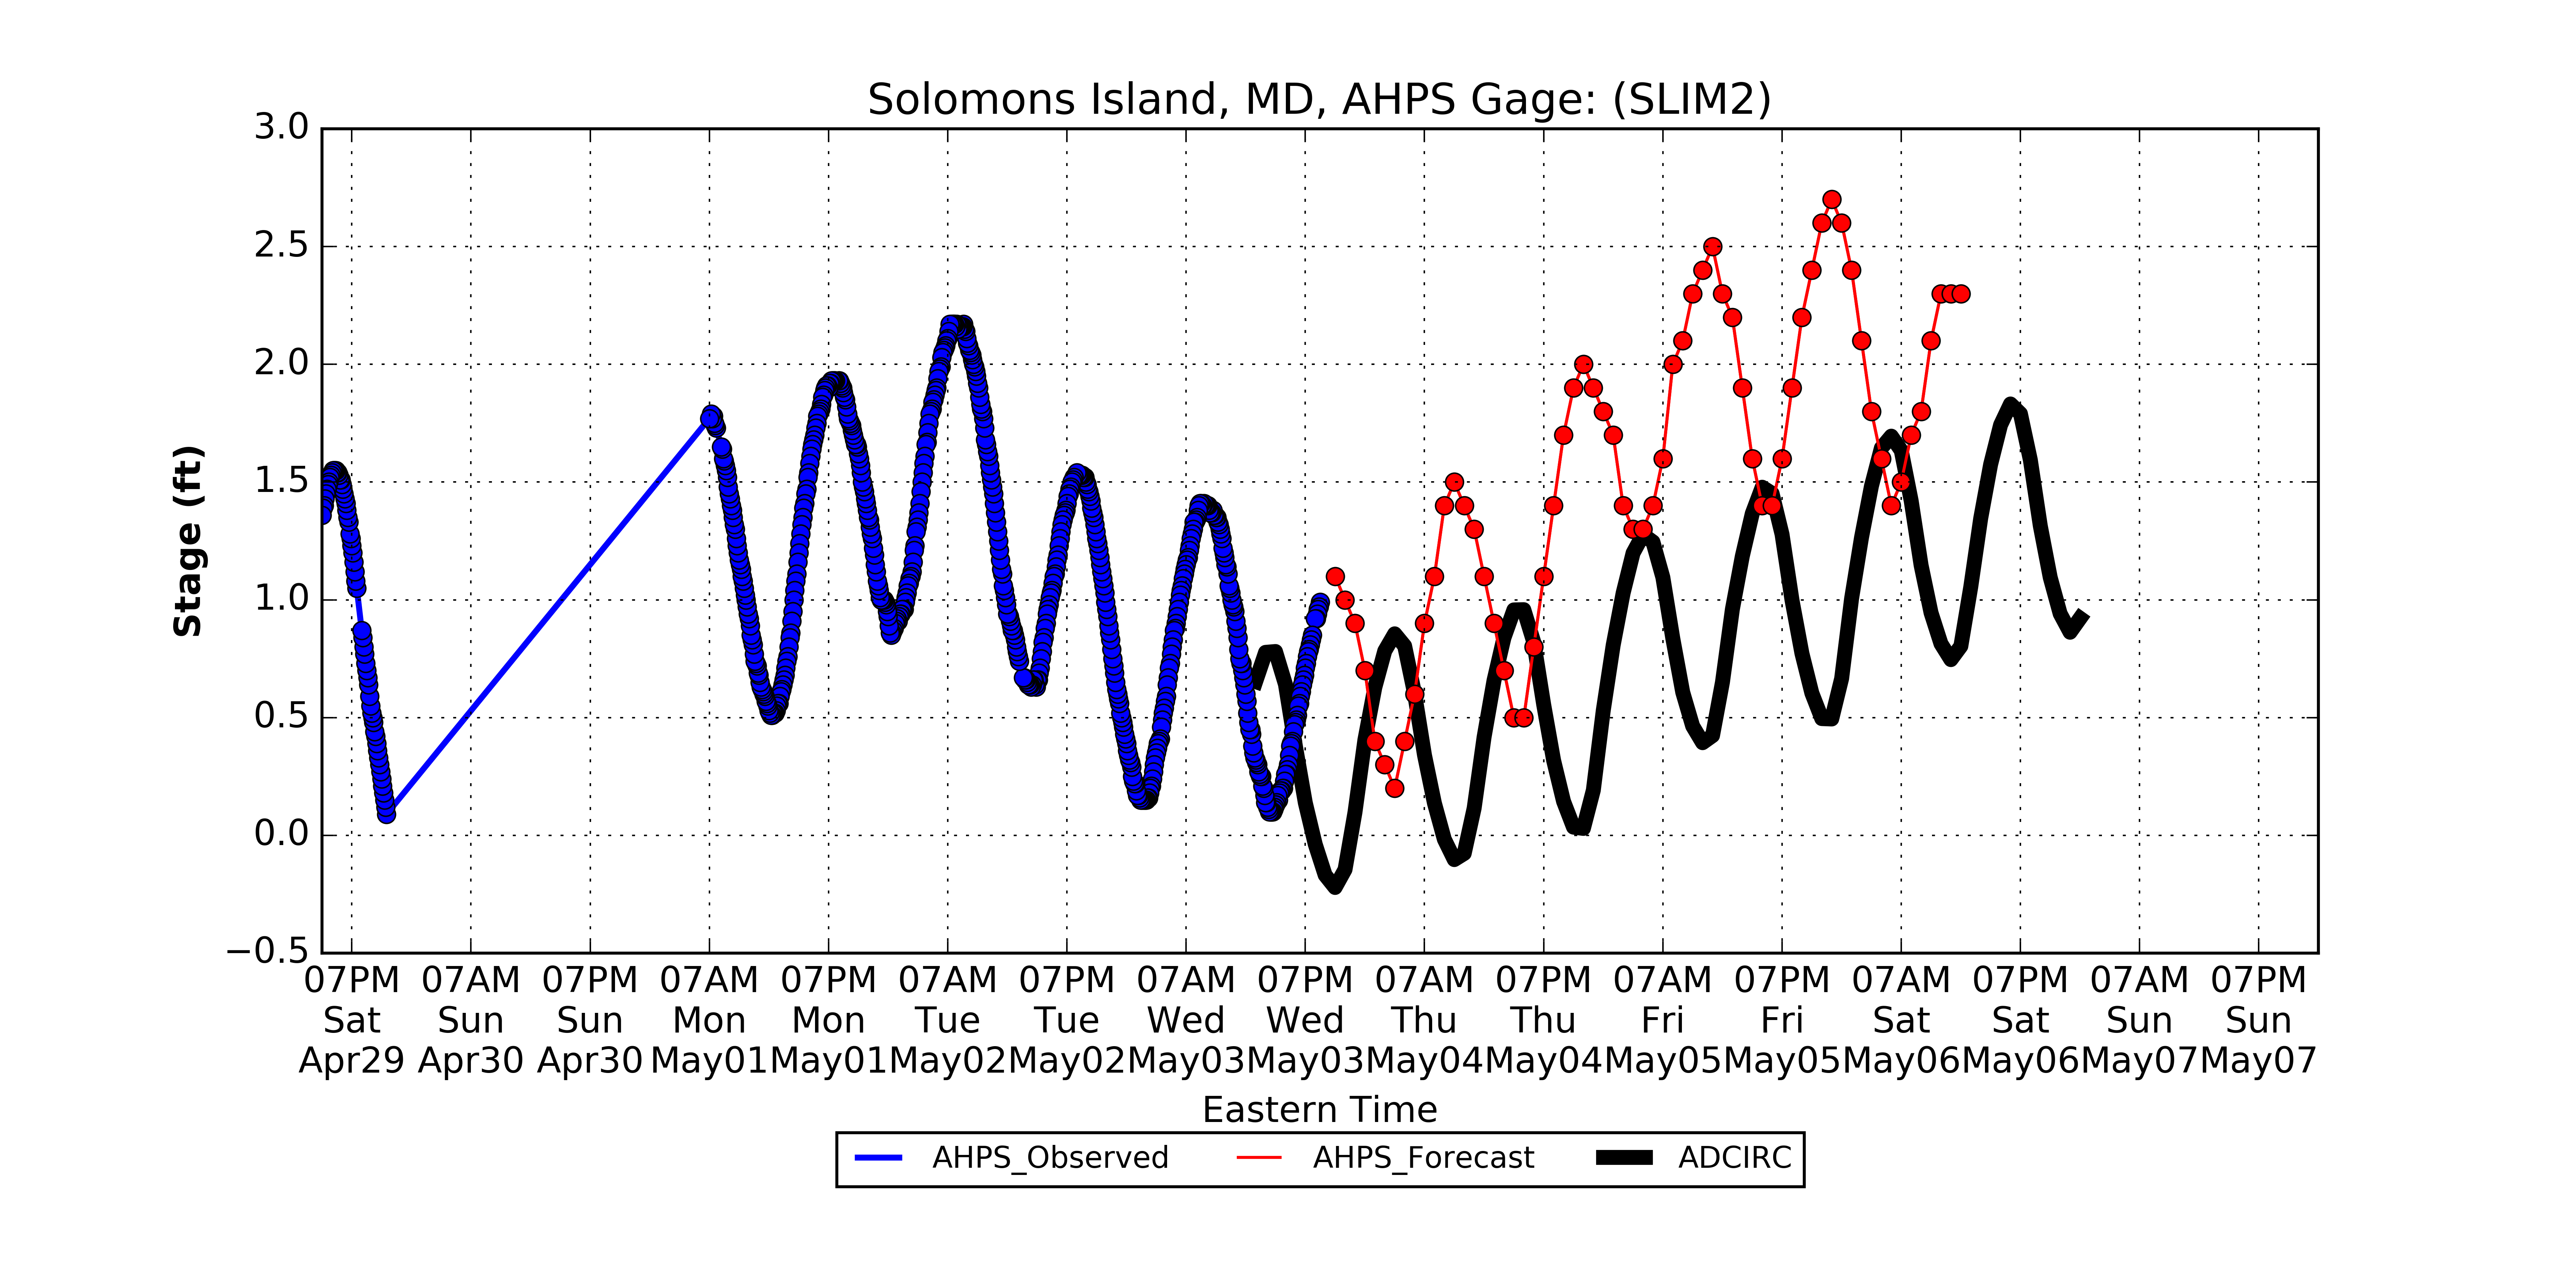 Solomons Island, MD, AHPS Gage: (SLIM2)
3.0
2.5
2.0
1.5
1.0
0.5
0.0
−0.5
Stage (ft)
07PM 07AM 07PM 07AM 07PM 07AM 07PM 07AM 07PM 07AM 07PM 07AM 07PM 07AM 07PM 07AM 07PM
Sat Sun Sun Mon Mon Tue Tue Wed Wed Thu Thu Fri Fri Sat Sat Sun Sun
Apr29 Apr30 Apr30 May01 May01 May02 May02 May03 May03 May04 May04 May05 May05 May06 May06 May07 May07
Eastern Time
AHPS_Observed AHPS_Forecast ADCIRC